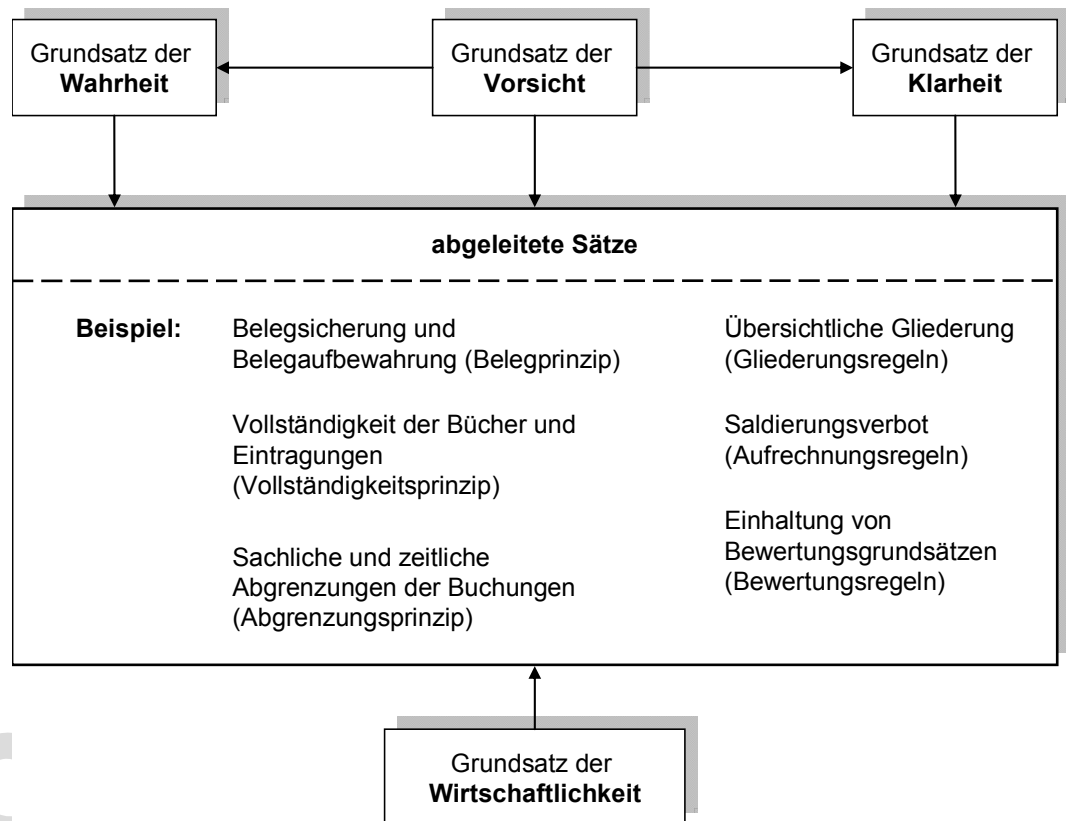 Grundsatz der
Wahrheit
Grundsatz der
Vorsicht
Grundsatz der
Klarheit
abgeleitete Sätze
Beispiel:
Belegsicherung und
Belegaufbewahrung (Belegprinzip)
Vollständigkeit der Bücher und
Eintragungen
(Vollständigkeitsprinzip)
Sachliche und zeitliche
Abgrenzungen der Buchungen
(Abgrenzungsprinzip)
Übersichtliche Gliederung
(Gliederungsregeln)
Saldierungsverbot
(Aufrechnungsregeln)
Einhaltung von
Bewertungsgrundsätzen
(Bewertungsregeln)
Grundsatz der
Wirtschaftlichkeit